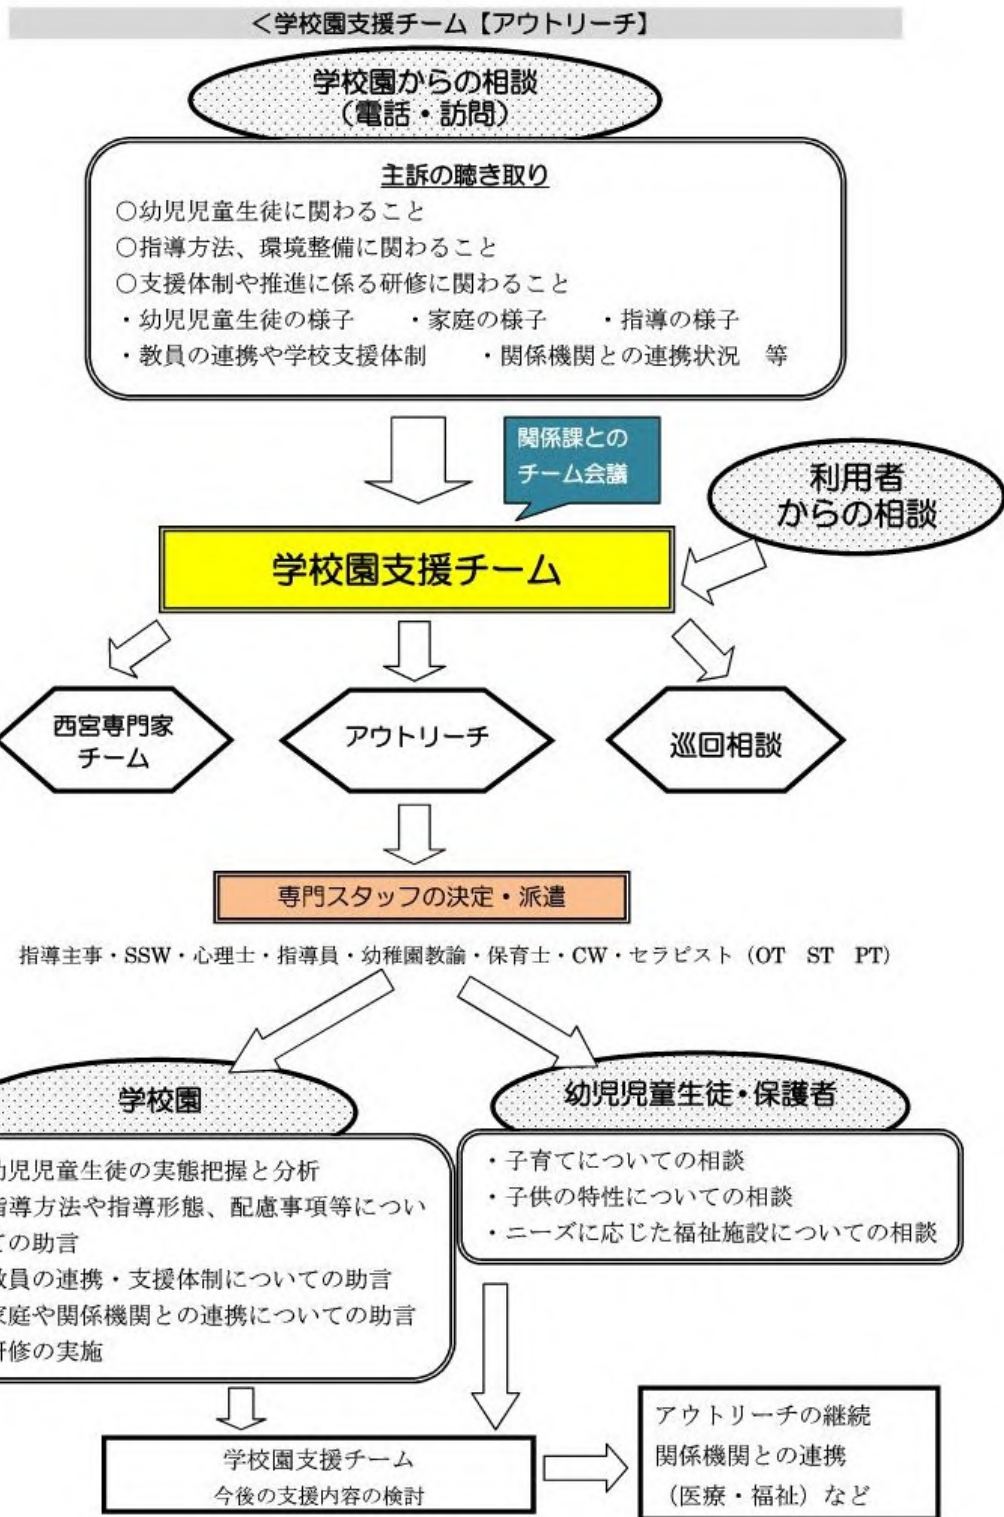 ＜学校園支援チーム【アウトリーチ】
学校園からの相談
（電話・訪問）
主訴の聴き取り
○幼児児童生徒に関わること
○指導方法、環境整備に関わること
○支援体制や推進に係る研修に関わること
・幼児児童生徒の様子　・家庭の様子　・指導の様子
・教員の連携や学校支援体制　・関係機関との連携状況　等
関係課との
チーム会議
利用者
からの相談
学校園支援チーム
西宮専門家
チーム
アウトリーチ
巡回相談
専門スタッフの決定・派遣
指導主事・SSW・心理士・指導員・幼稚園教諭・保育士・CW・セラピスト（OT　ST　PT）
学校園
幼児児童生徒の実態把握と分析
指導方法や指導形態、配慮事項等につい
ての助言
教員の連携・支援体制についての助言
家庭や関係機関との連携についての助言
研修の実施
幼児児童生徒・保護者
・子育てについての相談
・子供の特性についての相談
・ニーズに応じた福祉施設についての相談
学校園支援チーム
今後の支援内容の検討
アウトリーチの継続
関係機関との連携
（医療・福祉）など